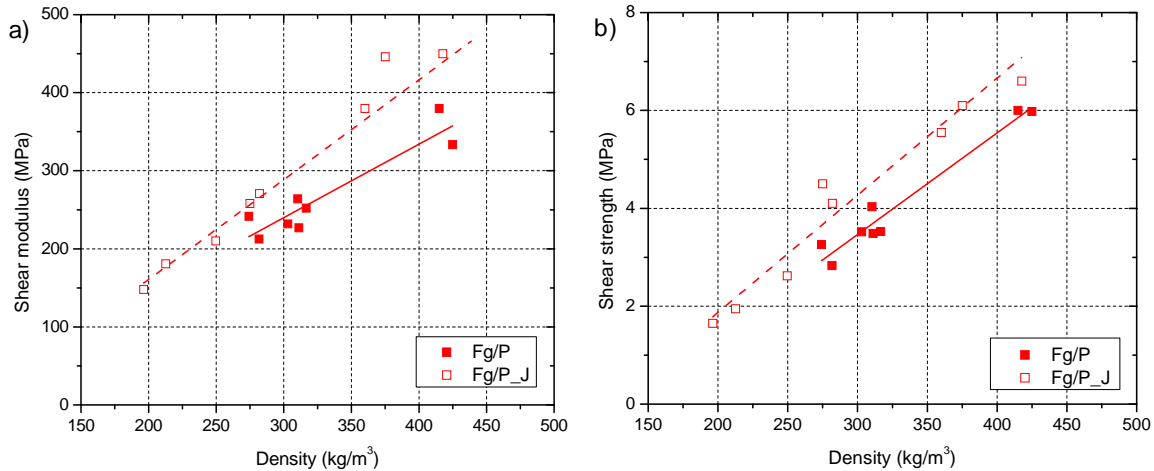 a)
Shear modulus (MPa)
500
400
300
200
100
0
150 200 250 300 350 400 450 500
Density (kg/m³)
Fg/P
Fg/P_J
b)
Shear strength (MPa)
8
6
4
2
0
150 200 250 300 350 400 450 500
Density (kg/m³)
Fg/P
Fg/P_J